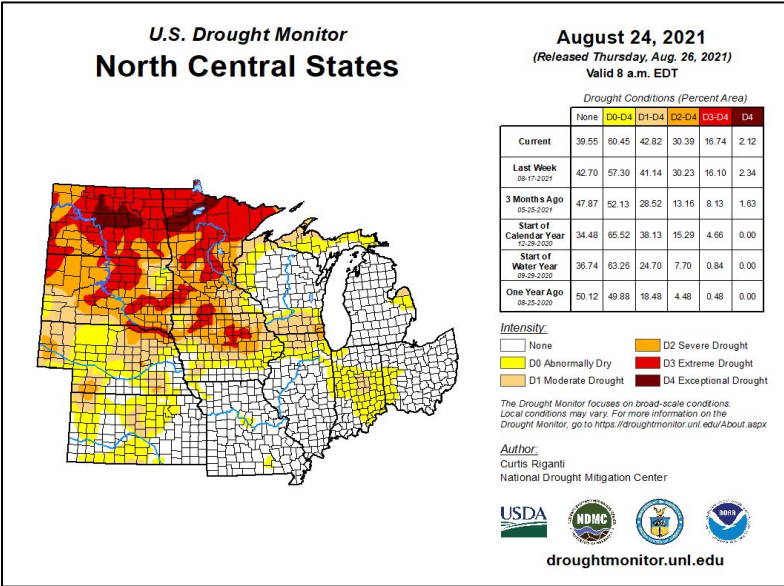 U.S. Drought Monitor
North Central States
August 24, 2021
(Released Thursday, Aug. 26, 2021)
Valid 8 a.m. EDT
Drought Conditions (Percent Area)
None D0-D4 D1-D4 D2-D4 D3-D4 D4
Current 39.55 60.45 42.82 30.39 16.74 2.12
Last Week
08-17-2021 42.70 57.30 41.14 30.23 16.10 2.34
3 Months Ago
05-25-2021 47.87 52.13 28.52 13.16 8.13 1.63
Start of
Calendar Year
12-29-2020 34.48 65.52 38.13 15.29 4.66 0.00
Start of
Water Year
09-29-2020 36.74 63.26 24.70 7.70 0.84 0.00
One Year Ago
08-25-2020 50.12 49.88 18.48 4.48 0.48 0.00
Intensity:
None
D0 Abnormally Dry
D1 Moderate Drought
D2 Severe Drought
D3 Extreme Drought
D4 Exceptional Drought
The Drought Monitor focuses on broad-scale conditions.
Local conditions may vary. For more information on the
Drought Monitor, go to https://droughtmonitor.unl.edu/About.aspx
Author:
Curtis Riganti
National Drought Mitigation Center
USDA
NDMC
NOAA
droughtmonitor.unl.edu